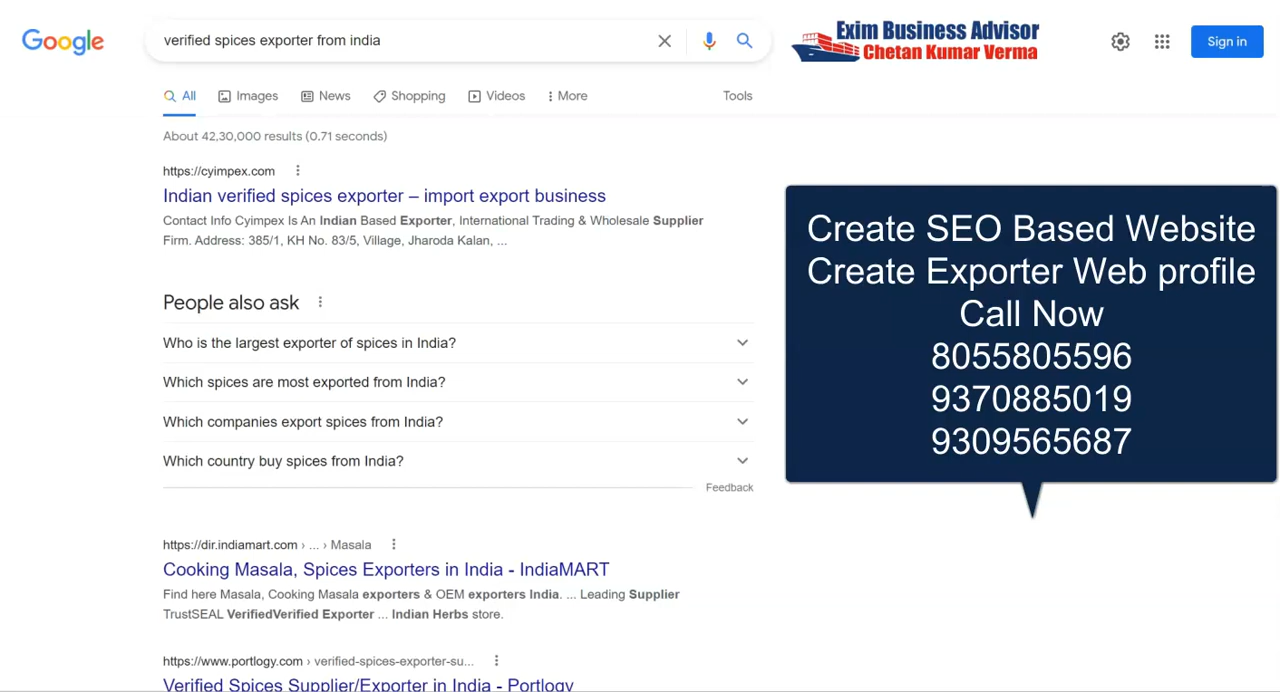 Google
verified spices exporter from india
Exim Business Advisor
Chetan Kumar Verma
Sign in
All
Images
News
Shopping
Videos
More
Tools
About 42,30,000 results (0.71 seconds)
https://cyimpex.com
Indian verified spices exporter – import export business
Contact Info Cyimpex Is An Indian Based Exporter, International Trading & Wholesale Supplier
Firm. Address: 385/1, KH No. 83/5, Village, Jharoda Kalan, ...
Create SEO Based Website
Create Exporter Web profile
Call Now
8055805596
9370885019
9309565687
People also ask
Who is the largest exporter of spices in India?
Which spices are most exported from India?
Which companies export spices from India?
Which country buy spices from India?
Feedback
https://dir.indiamart.com › ... › Masala
Cooking Masala, Spices Exporters in India - IndiaMART
Find here Masala, Cooking Masala exporters & OEM exporters India. ... Leading Supplier
TrustSEAL VerifiedVerified Exporter ... Indian Herbs store.
https://www.portlogy.com › verified-spices-exporter-su...
Verified Spices Supplier/Exporter in India - Portlogy